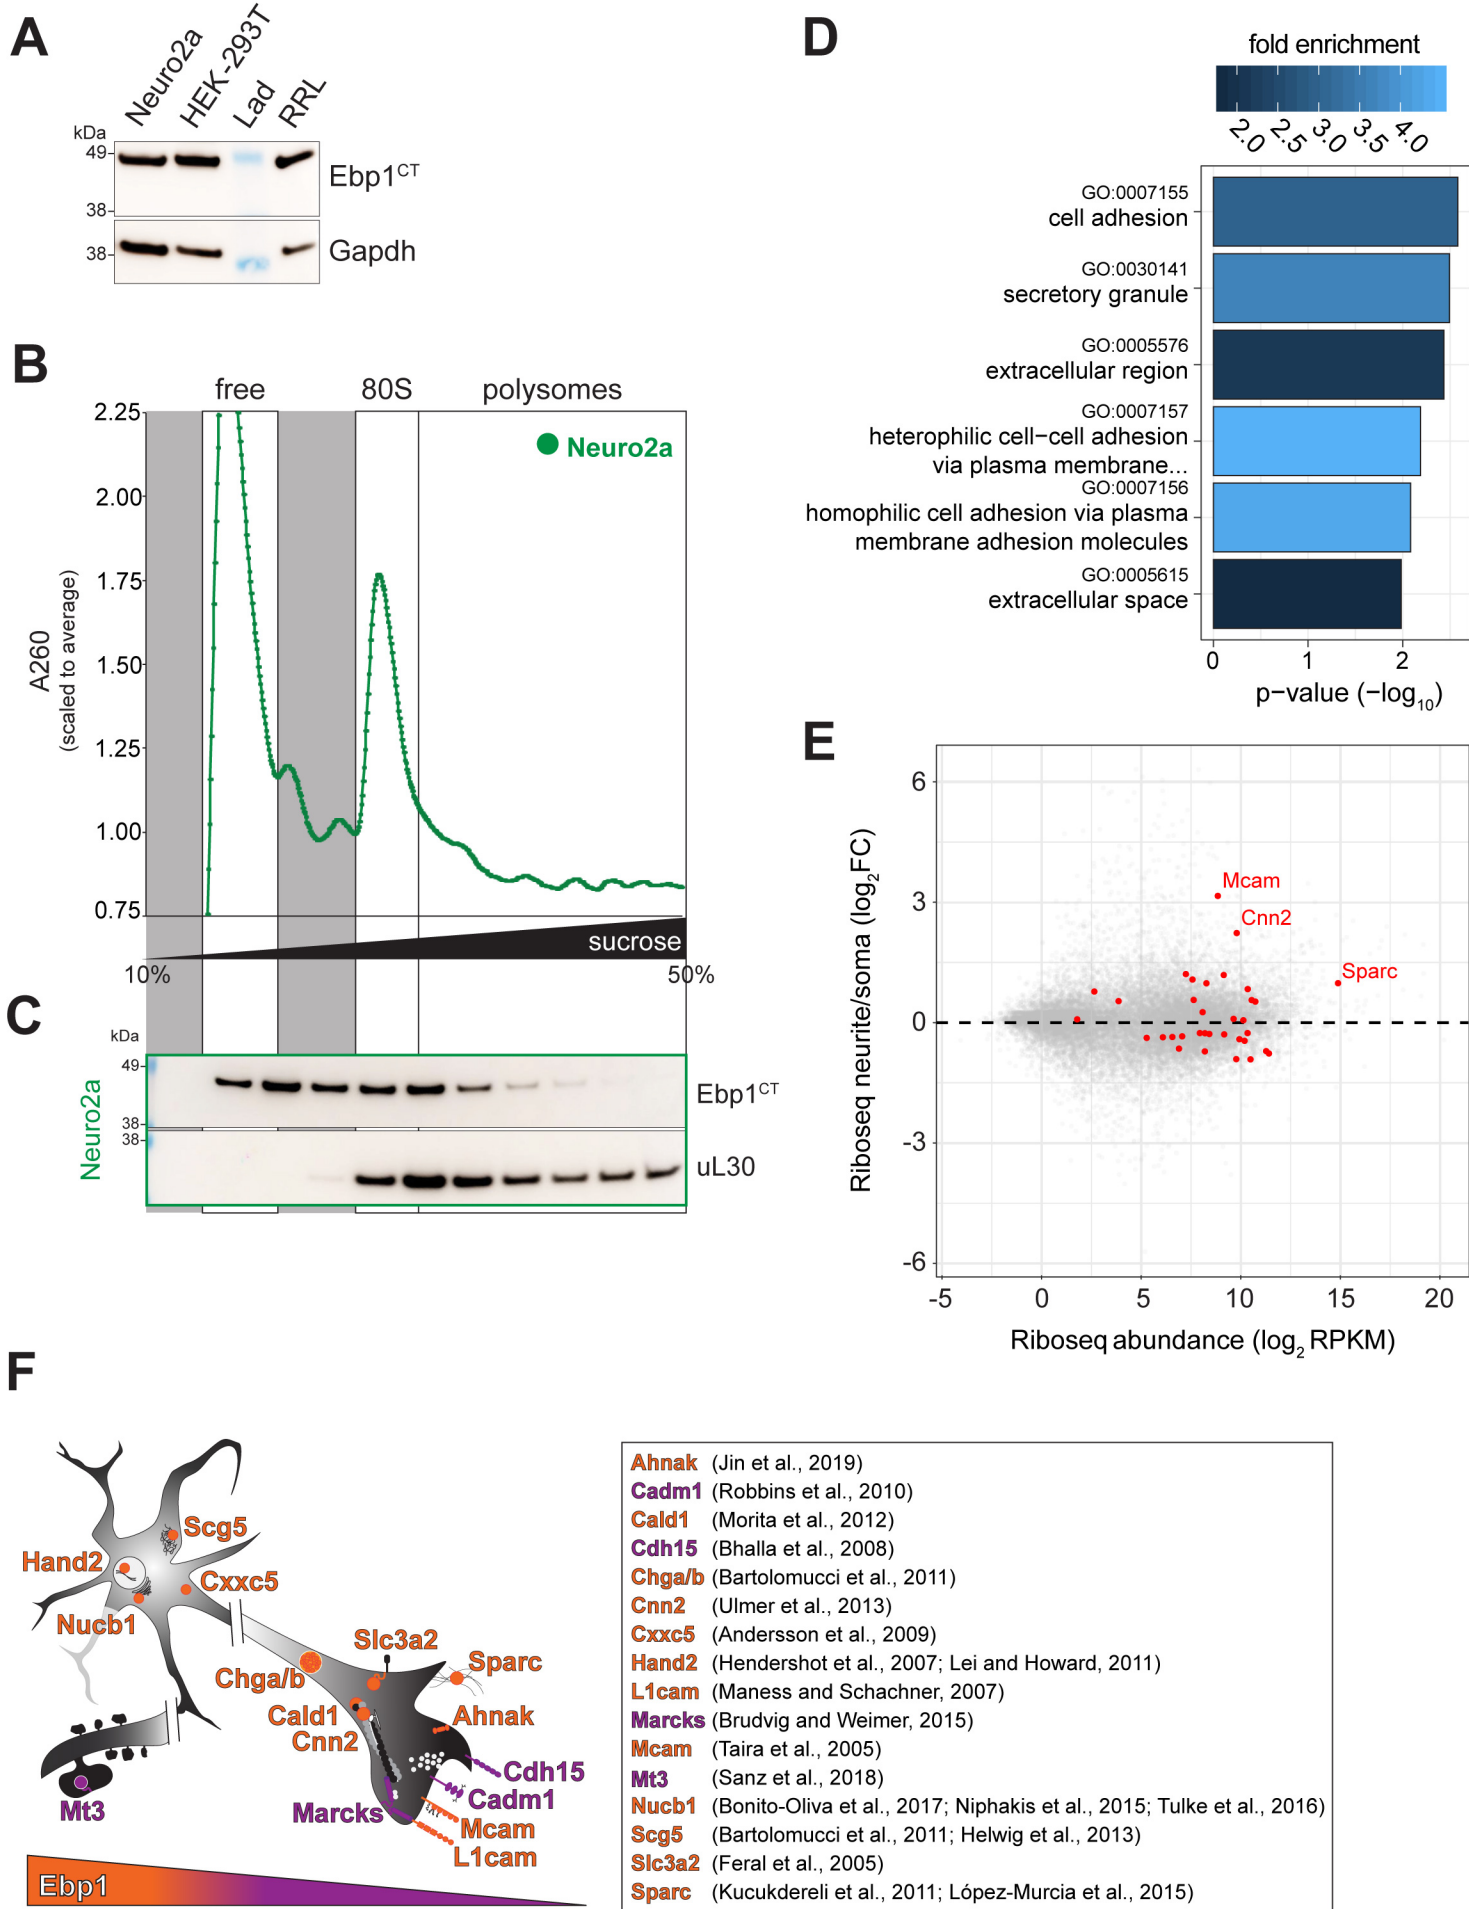 A
Neuro2a
HEK-293T
Lad
RRL
kDa
49
Ebp1CT
38
38
Gapdh
B
free
80S
polysomes
2.25
2.00
1.75
1.50
1.25
1.00
0.75
A260
(scaled to average)
Neuro2a
sucrose
10%
50%
C
kDa
Neuro2a
49
Ebp1CT
38
38
uL30
D
fold enrichment
2.0
2.5
3.0
3.5
4.0
GO:0007155
cell adhesion
GO:0030141
secretory granule
GO:0005576
extracellular region
GO:0007157
heterophilic cell−cell adhesion
via plasma membrane...
GO:0007156
homophilic cell adhesion via plasma
membrane adhesion molecules
GO:0005615
extracellular space
0
1
2
p−value (−log10)
E
Riboseq neurite/soma (log2FC)
6
3
0
-3
-6
Mcam
Cnn2
Sparc
-5
0
5
10
15
20
Riboseq abundance (log2 RPKM)
F
Scg5
Hand2
Cxxc5
Nucb1
Slc3a2
Sparc
Chga/b
Cald1
Cnn2
Ahnak
Cdh15
Cadm1
Mt3
Marcks
Mcam
L1cam
Ebp1
Ahnak (Jin et al., 2019)
Cadm1 (Robbins et al., 2010)
Cald1 (Morita et al., 2012)
Cdh15 (Bhalla et al., 2008)
Chga/b (Bartolomucci et al., 2011)
Cnn2 (Ulmer et al., 2013)
Cxxc5 (Andersson et al., 2009)
Hand2 (Hendershot et al., 2007; Lei and Howard, 2011)
L1cam (Maness and Schachner, 2007)
Marcks (Brudvig and Weimer, 2015)
Mcam (Taira et al., 2005)
Mt3 (Sanz et al., 2018)
Nucb1 (Bonito-Oliva et al., 2017; Niphakis et al., 2015; Tulke et al., 2016)
Scg5 (Bartolomucci et al., 2011; Helwig et al., 2013)
Slc3a2 (Feral et al., 2005)
Sparc (Kucukdereli et al., 2011; López-Murcia et al., 2015)